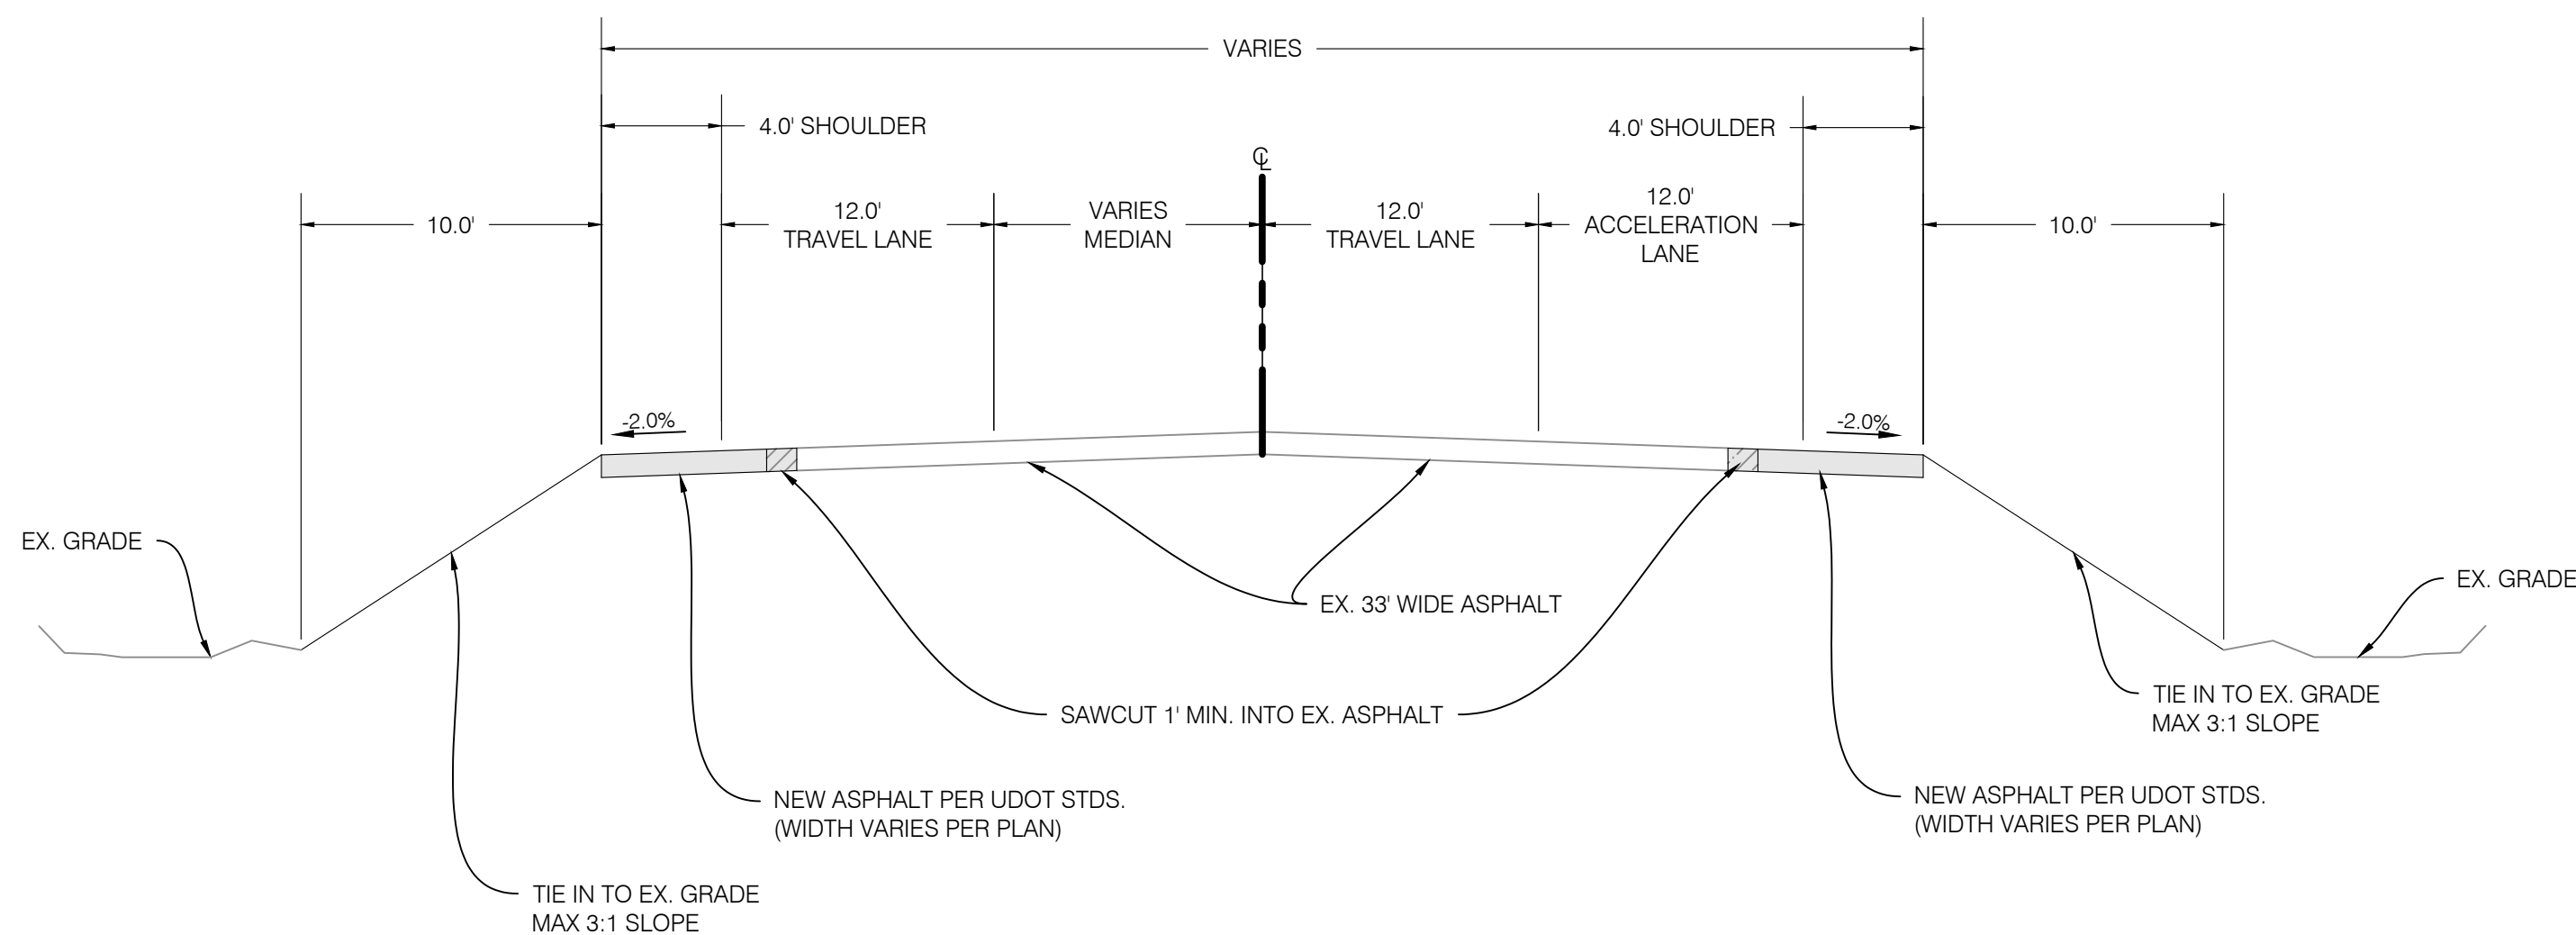 VARIES
4.0' SHOULDER
4.0' SHOULDER
℄
10.0'
12.0'
TRAVEL LANE
VARIES
MEDIAN
12.0'
TRAVEL LANE
12.0'
ACCELERATION
LANE
10.0'
-2.0%
-2.0%
EX. GRADE
EX. GRADE
EX. 33' WIDE ASPHALT
SAWCUT 1' MIN. INTO EX. ASPHALT
TIE IN TO EX. GRADE
MAX 3:1 SLOPE
NEW ASPHALT PER UDOT STDS.
(WIDTH VARIES PER PLAN)
NEW ASPHALT PER UDOT STDS.
(WIDTH VARIES PER PLAN)
TIE IN TO EX. GRADE
MAX 3:1 SLOPE